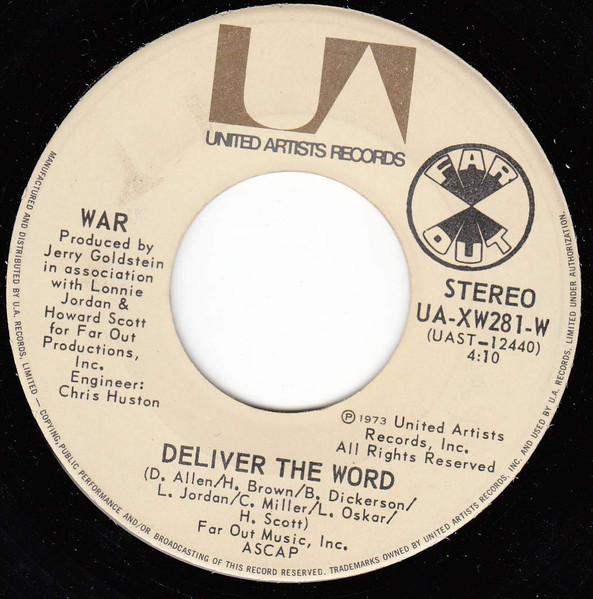 UA
UNITED ARTISTS RECORDS
FAR
OUT
WAR
Produced by
Jerry Goldstein
in association
with Lonnie
Jordan &
Howard Scott
for Far Out
Productions,
Inc.
Engineer:
Chris Huston
STEREO
UA-XW281-W
(UAST-12440)
4:10
Ⓟ 1973 United Artists
Records, Inc.
All Rights Reserved
DELIVER THE WORD
(D. Allen/H. Brown/B. Dickerson/
L. Jordan/C. Miller/L. Oskar/
H. Scott)
Far Out Music, Inc.
ASCAP
MANUFACTURED AND DISTRIBUTED BY U.A. RECORDS, LIMITED — COPYING, PUBLIC PERFORMANCE AND/OR BROADCASTING OF THIS RECORD RESERVED. TRADEMARKS OWNED BY UNITED ARTISTS RECORDS, INC. AND USED BY U.A. RECORDS, LIMITED UNDER AUTHORIZATION.